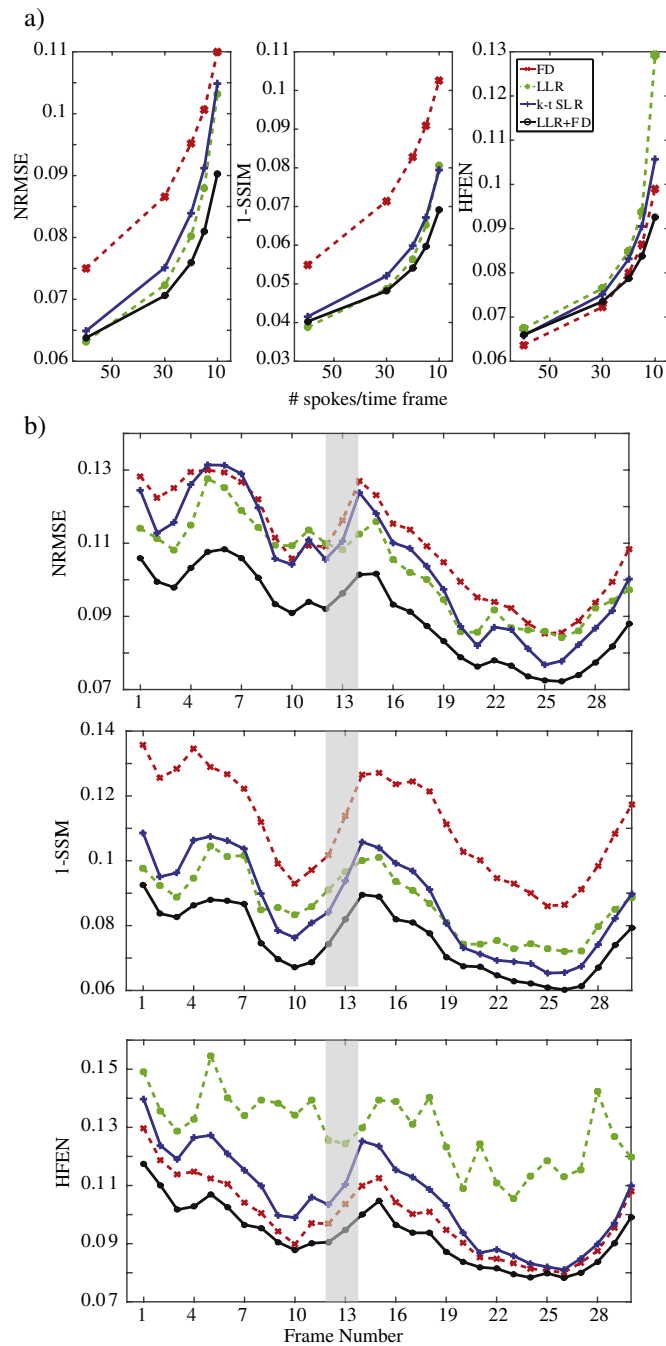 a)
NRMSE
0.11
0.1
0.09
0.08
0.07
0.06
50 30 10
1-SSIM
0.11
0.1
0.09
0.08
0.07
0.06
0.05
0.04
0.03
50 30 10
HFEN
0.13
0.12
0.11
0.1
0.09
0.08
0.07
0.06
50 30 10
FD
LLR
k-t SLR
LLR+FD
# spokes/time frame
b)
NRMSE
0.13
0.11
0.09
0.07
1 4 7 10 13 16 19 22 25 28
1-SSM
0.14
0.12
0.1
0.08
0.06
1 4 7 10 13 16 19 22 25 28
HFEN
0.15
0.13
0.11
0.09
0.07
1 4 7 10 13 16 19 22 25 28
Frame Number